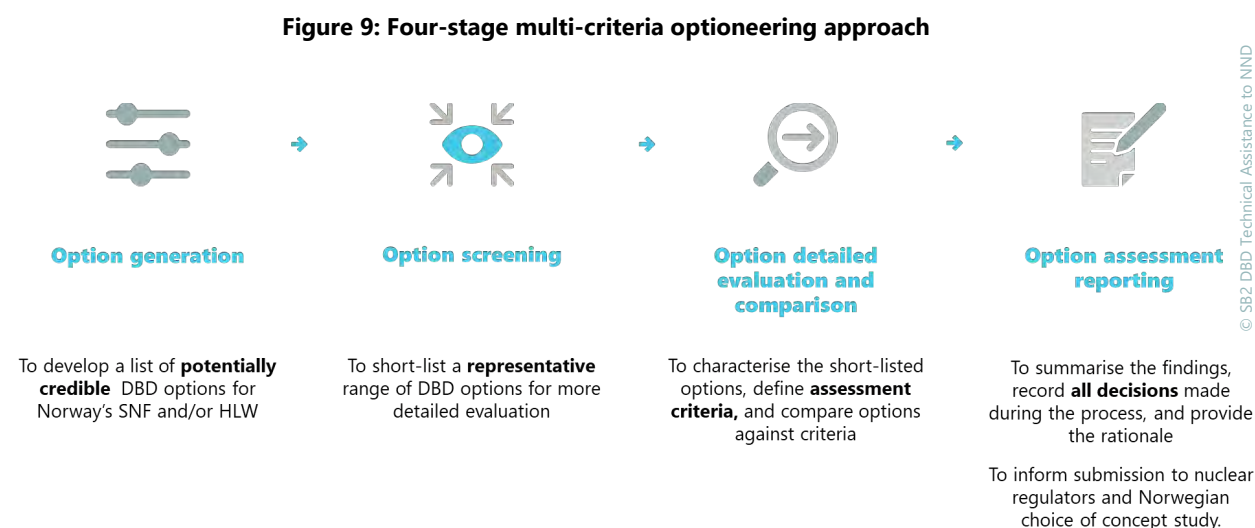 Figure 9: Four-stage multi-criteria optioneering approach
Option generation
To develop a list of potentially
credible DBD options for
Norway's SNF and/or HLW
Option screening
To short-list a representative
range of DBD options for more
detailed evaluation
Option detailed
evaluation and
comparison
To characterise the short-listed
options, define assessment
criteria, and compare options
against criteria
Option assessment
reporting
To summarise the findings,
record all decisions made
during the process, and provide
the rationale
To inform submission to nuclear
regulators and Norwegian
choice of concept study.
© SB2 DBD Technical Assistance to NND